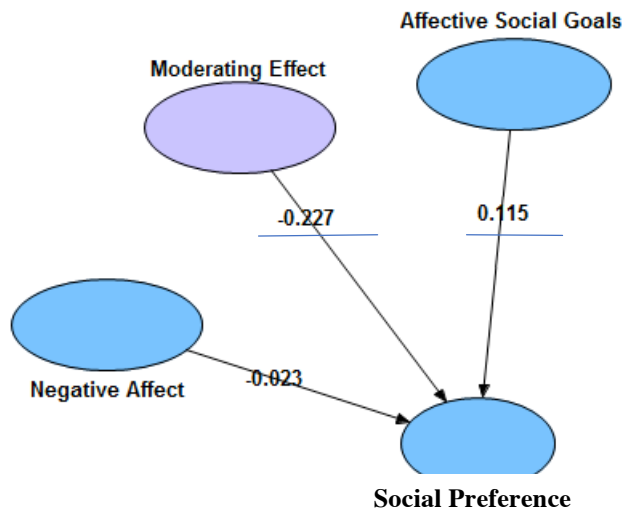 Affective Social Goals
Moderating Effect
-0.227
0.115
Negative Affect
-0.023
Social Preference